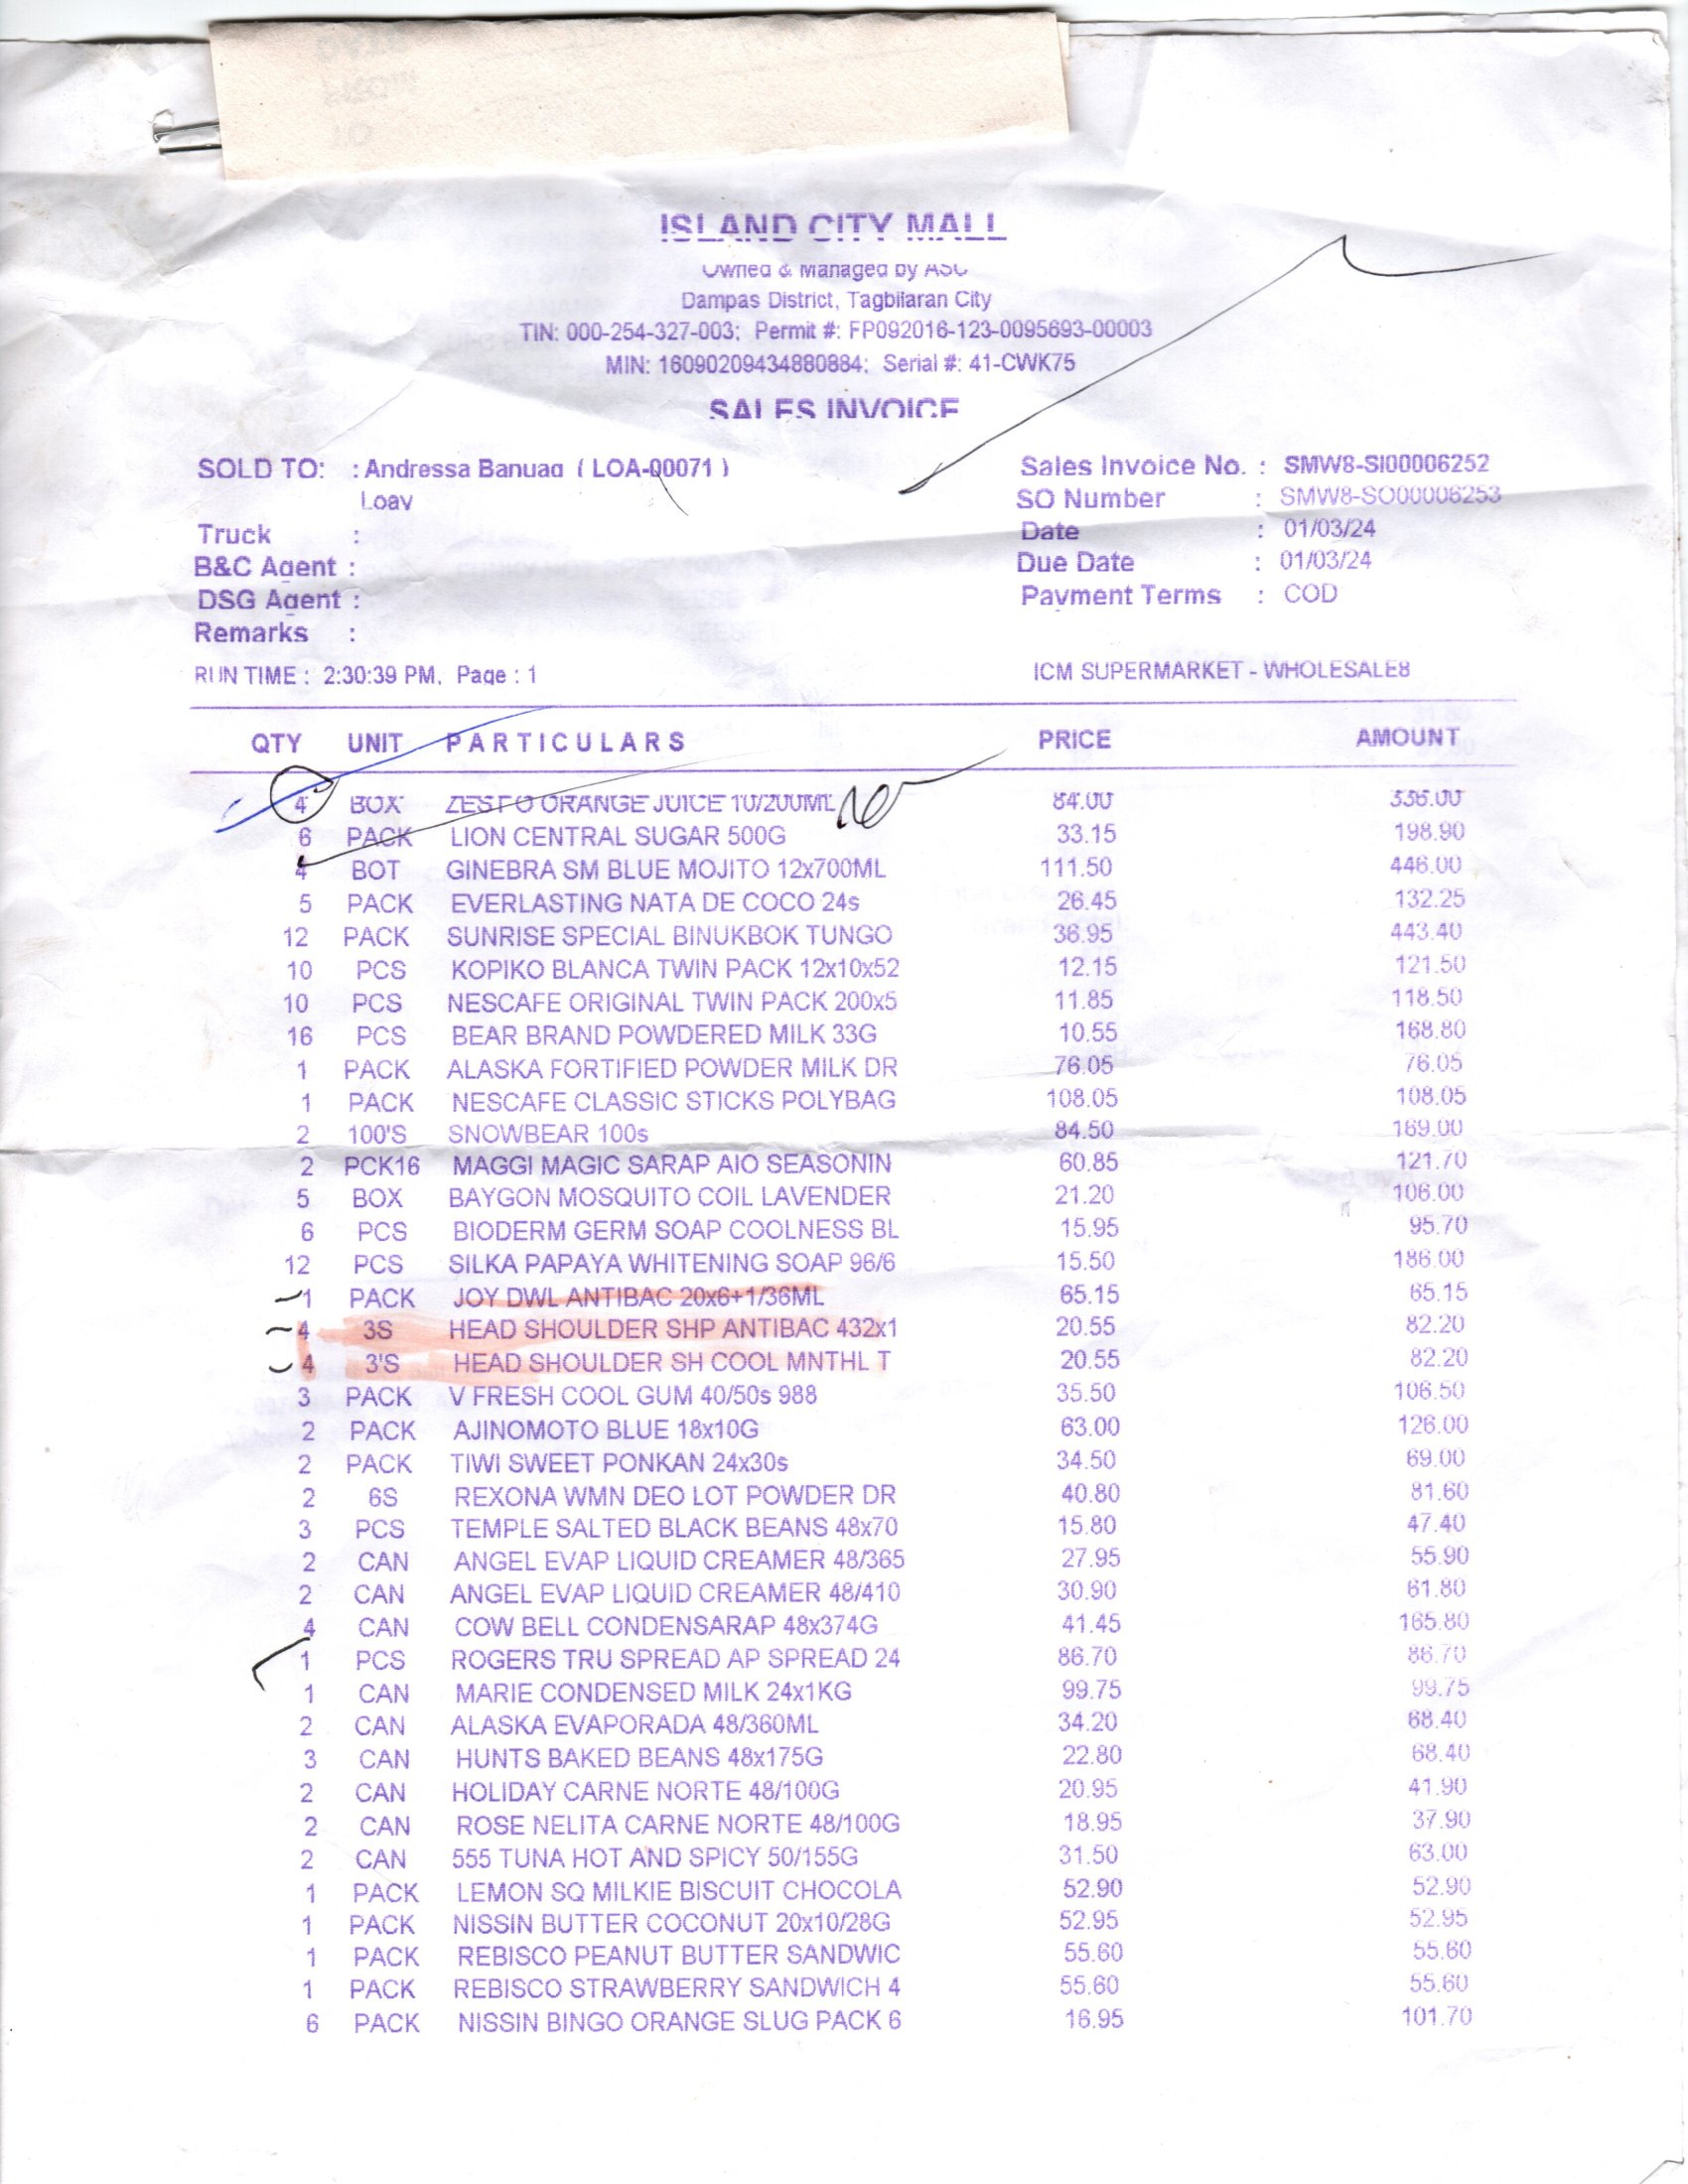 ISLAND CITY MALL
Owned & Managed by ASC
Dampas District, Tagbilaran City
TIN: 000-254-327-003; Permit #: FP092016-123-0095693-00003
MIN: 16090209434880884; Serial #: 41-CWK75
SALES INVOICE
SOLD TO: : Andressa Banuag ( LOA-00071 ) Sales Invoice No. : SMW8-SI00006252
Loay SO Number : SMW8-SO00006253
Truck : Date : 01/03/24
B&C Agent : Due Date : 01/03/24
DSG Agent : Payment Terms : COD
Remarks :
RUN TIME : 2:30:39 PM, Page : 1 ICM SUPERMARKET - WHOLESALE8
QTY UNIT PARTICULARS PRICE AMOUNT
4 BOX ZESTO ORANGE JUICE 10/200ML 84.00 336.00
6 PACK LION CENTRAL SUGAR 500G 33.15 198.90
4 BOT GINEBRA SM BLUE MOJITO 12x700ML 111.50 446.00
5 PACK EVERLASTING NATA DE COCO 24s 26.45 132.25
12 PACK SUNRISE SPECIAL BINUKBOK TUNGO 36.95 443.40
10 PCS KOPIKO BLANCA TWIN PACK 12x10x52 12.15 121.50
10 PCS NESCAFE ORIGINAL TWIN PACK 200x5 11.85 118.50
16 PCS BEAR BRAND POWDERED MILK 33G 10.55 168.80
1 PACK ALASKA FORTIFIED POWDER MILK DR 76.05 76.05
1 PACK NESCAFE CLASSIC STICKS POLYBAG 108.05 108.05
2 100'S SNOWBEAR 100s 84.50 169.00
2 PCK16 MAGGI MAGIC SARAP AIO SEASONIN 60.85 121.70
5 BOX BAYGON MOSQUITO COIL LAVENDER 21.20 106.00
6 PCS BIODERM GERM SOAP COOLNESS BL 15.95 95.70
12 PCS SILKA PAPAYA WHITENING SOAP 96/6 15.50 186.00
1 PACK JOY DWL ANTIBAC 20x6+1/36ML 65.15 65.15
4 3S HEAD SHOULDER SHP ANTIBAC 432x1 20.55 82.20
4 3'S HEAD SHOULDER SH COOL MNTHL T 20.55 82.20
3 PACK V FRESH COOL GUM 40/50s 988 35.50 106.50
2 PACK AJINOMOTO BLUE 18x10G 63.00 126.00
2 PACK TIWI SWEET PONKAN 24x30s 34.50 69.00
2 6S REXONA WMN DEO LOT POWDER DR 40.80 81.60
3 PCS TEMPLE SALTED BLACK BEANS 48x70 15.80 47.40
2 CAN ANGEL EVAP LIQUID CREAMER 48/365 27.95 55.90
2 CAN ANGEL EVAP LIQUID CREAMER 48/410 30.90 61.80
4 CAN COW BELL CONDENSARAP 48x374G 41.45 165.80
1 PCS ROGERS TRU SPREAD AP SPREAD 24 86.70 86.70
1 CAN MARIE CONDENSED MILK 24x1KG 99.75 99.75
2 CAN ALASKA EVAPORADA 48/360ML 34.20 68.40
3 CAN HUNTS BAKED BEANS 48x175G 22.80 68.40
2 CAN HOLIDAY CARNE NORTE 48/100G 20.95 41.90
2 CAN ROSE NELITA CARNE NORTE 48/100G 18.95 37.90
2 CAN 555 TUNA HOT AND SPICY 50/155G 31.50 63.00
1 PACK LEMON SQ MILKIE BISCUIT CHOCOLA 52.90 52.90
1 PACK NISSIN BUTTER COCONUT 20x10/28G 52.95 52.95
1 PACK REBISCO PEANUT BUTTER SANDWIC 55.60 55.60
1 PACK REBISCO STRAWBERRY SANDWICH 4 55.60 55.60
6 PACK NISSIN BINGO ORANGE SLUG PACK 6 16.95 101.70